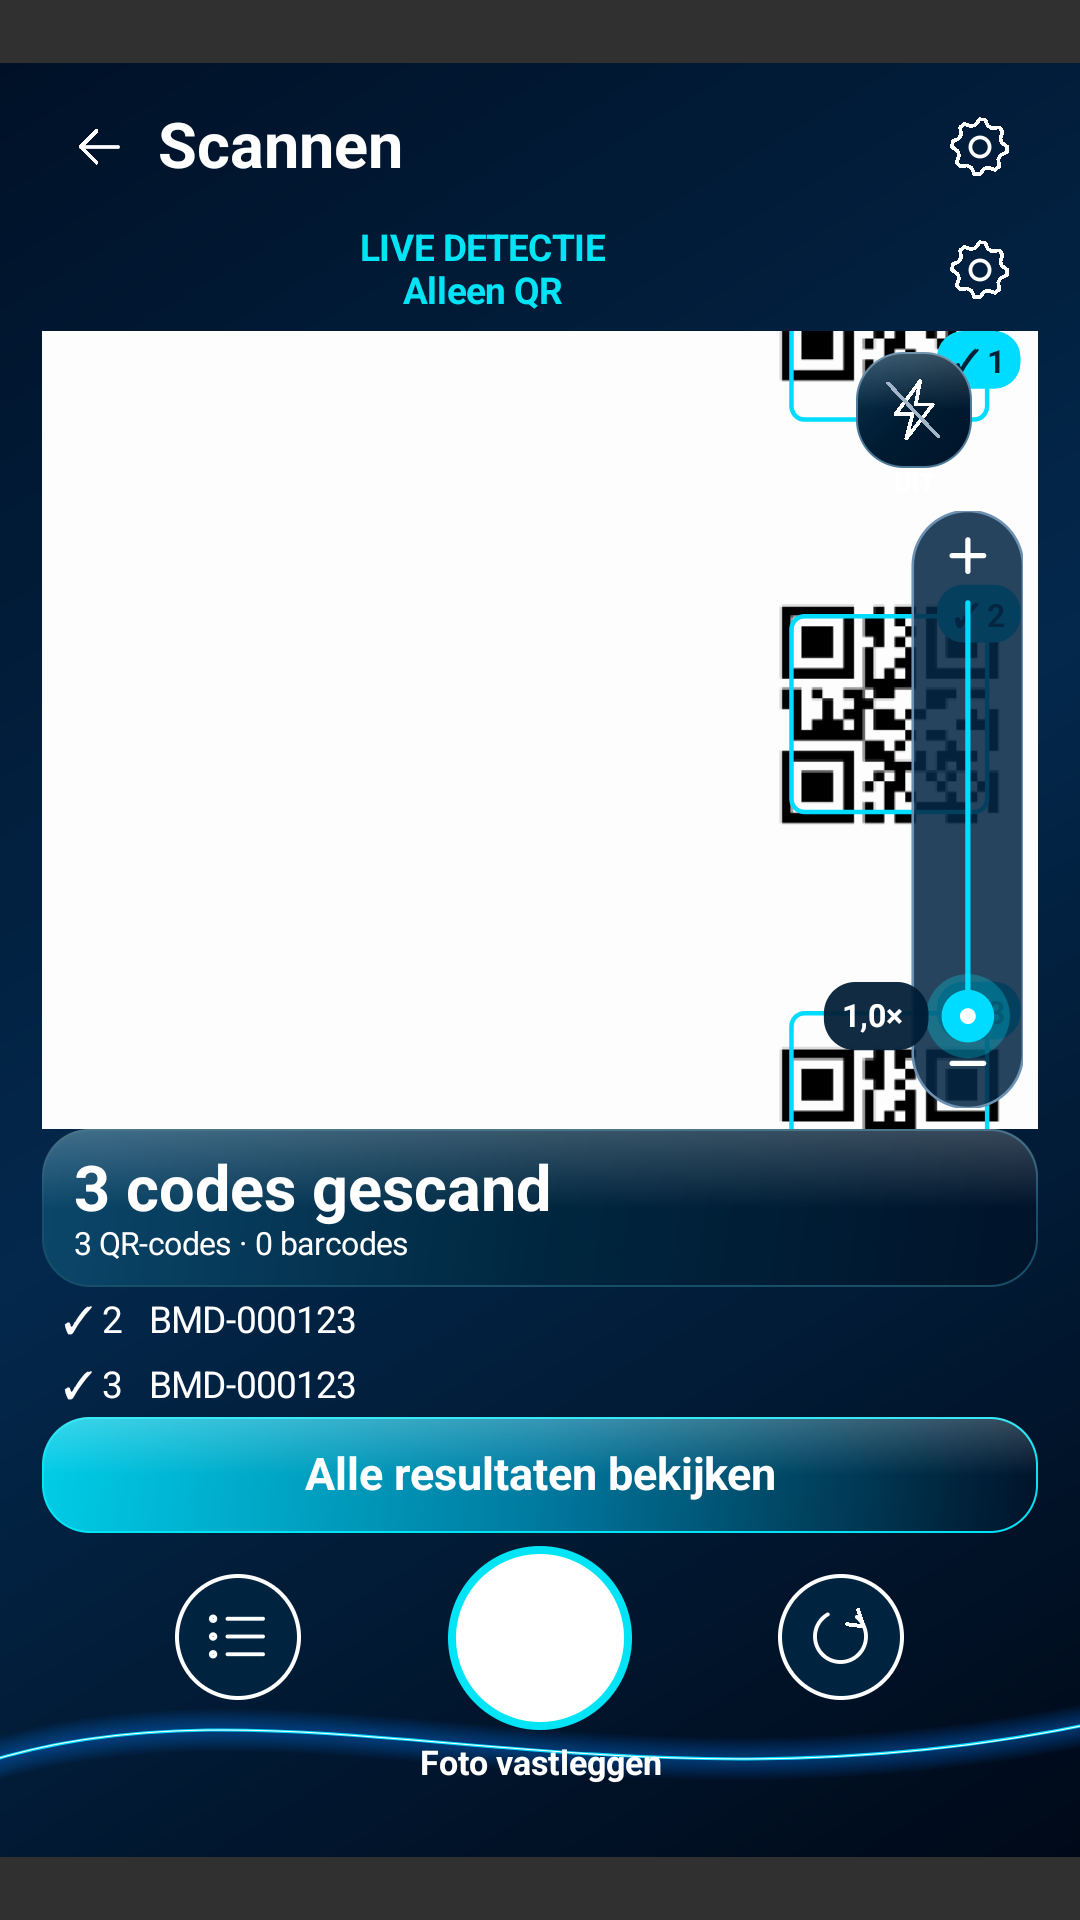 Scannen
LIVE DETECTIE
Alleen QR
✓ 1
✓ 2
1,0×
3
3 codes gescand
3 QR-codes · 0 barcodes
✓ 2 BMD-000123
✓ 3 BMD-000123
Alle resultaten bekijken
Foto vastleggen